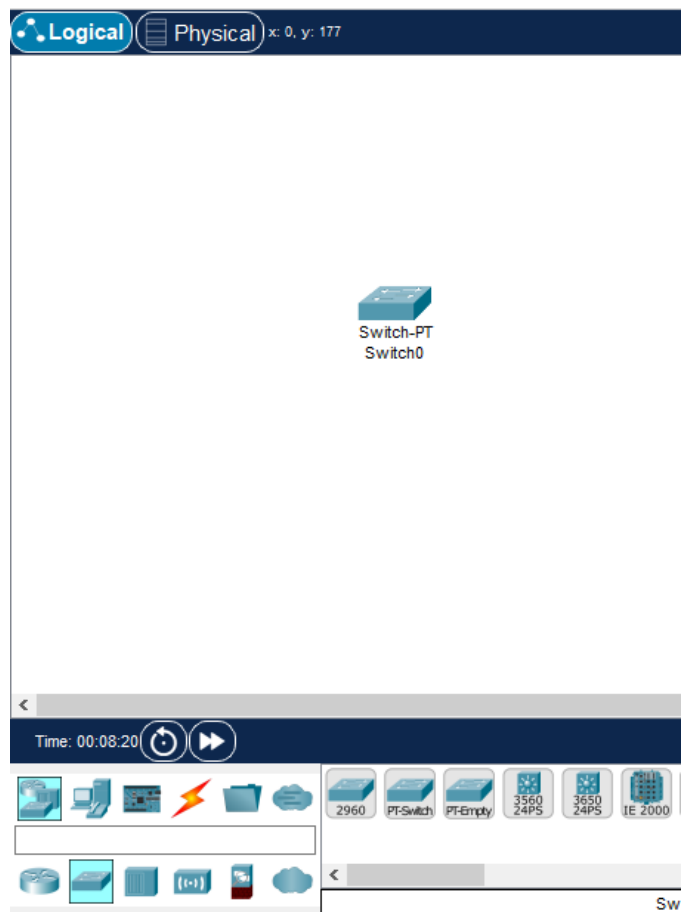 Logical Physical x: 0, y: 177
Switch-PT
Switch0
Time: 00:08:20
2960 PT-Switch PT-Empty 3560 24PS 3650 24PS IE 2000
Sw